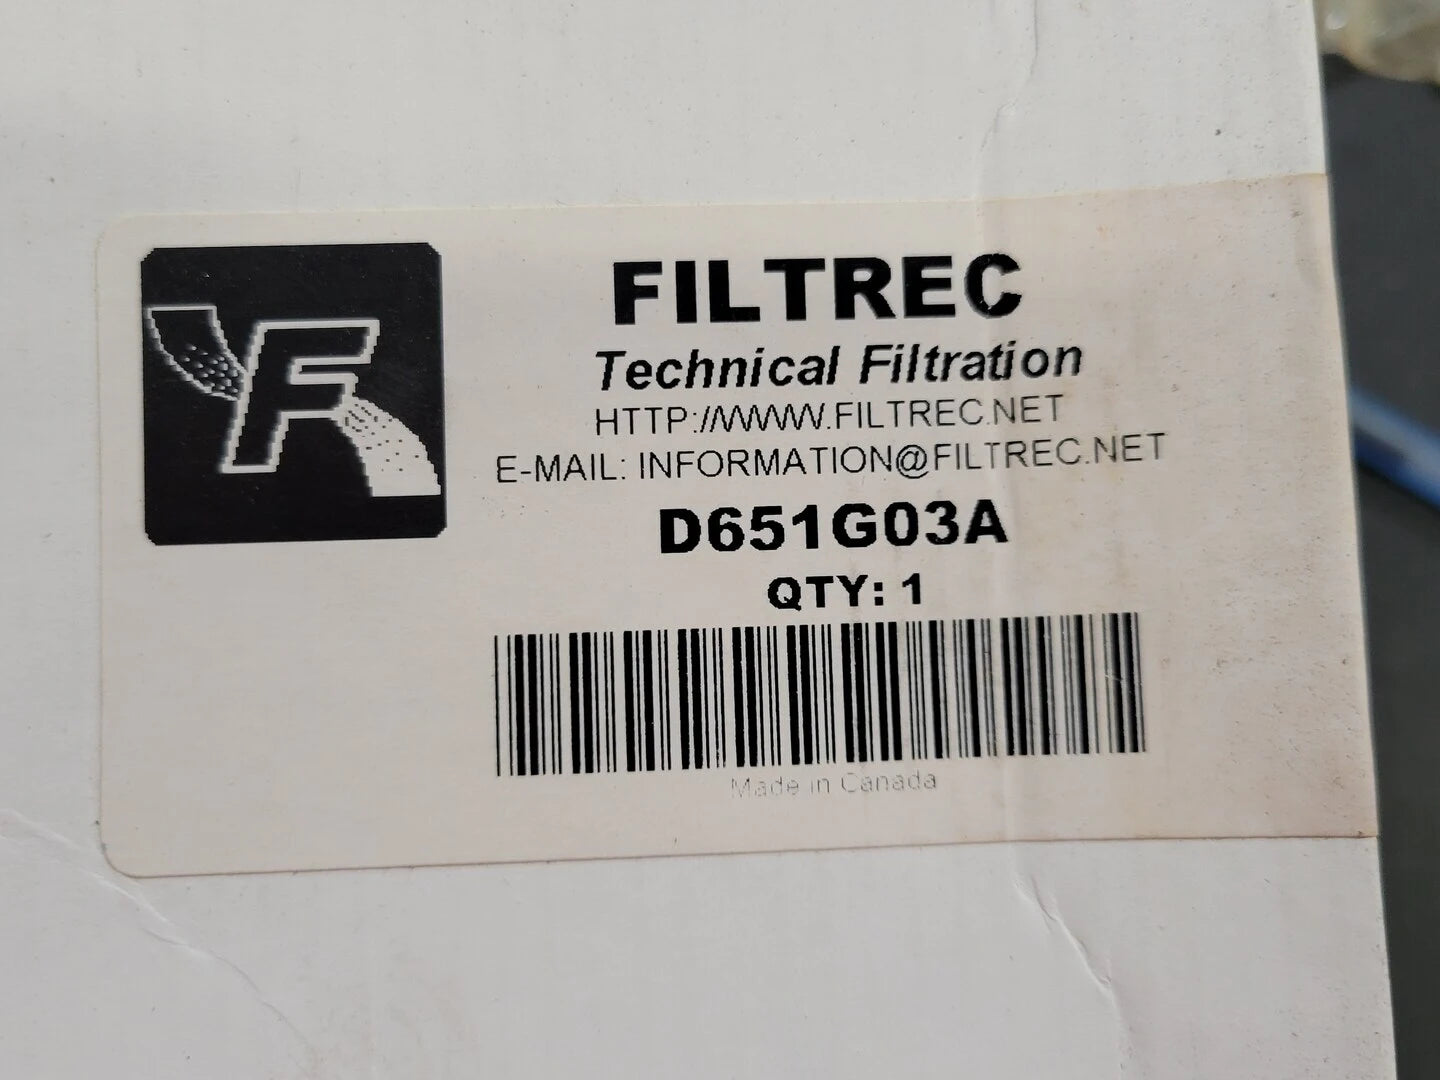 F
FILTREC
Technical Filtration
HTTP://WWW.FILTREC.NET
E-MAIL: INFORMATION@FILTREC.NET
D651G03A
QTY: 1
Made in Canada